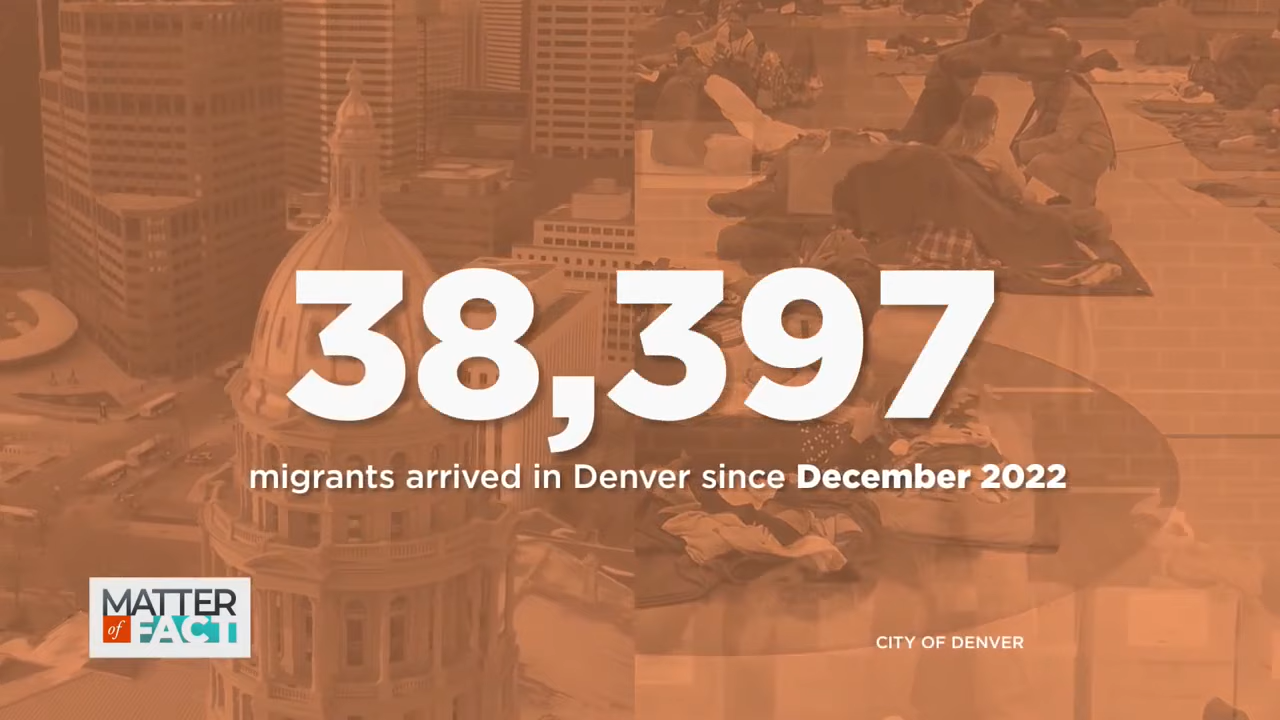 38,397
migrants arrived in Denver since December 2022
MATTER
of FACT
CITY OF DENVER